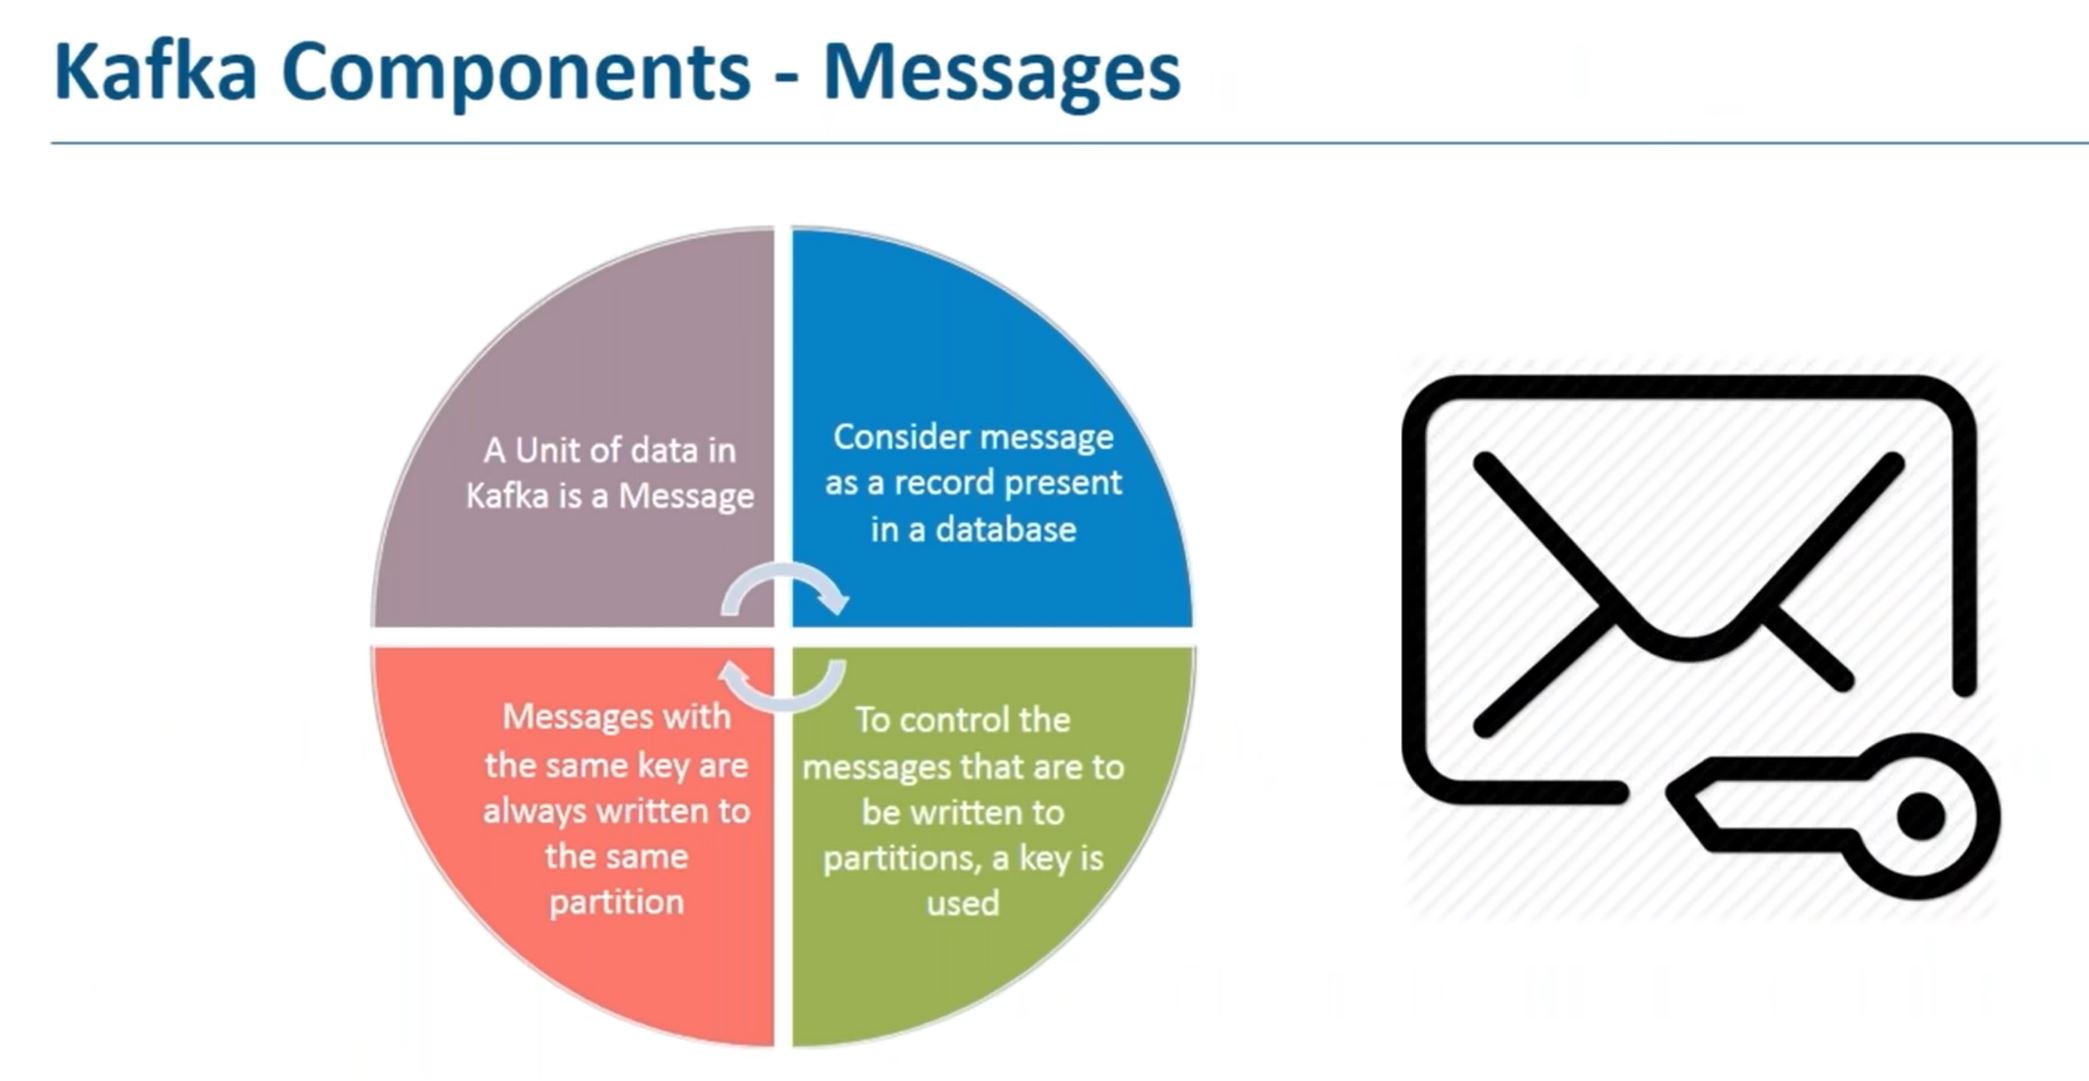 Kafka Components - Messages
A Unit of data in
Kafka is a Message
Consider message
as a record present
in a database
Messages with
the same key are
always written to
the same
partition
To control the
messages that are to
be written to
partitions, a key is
used